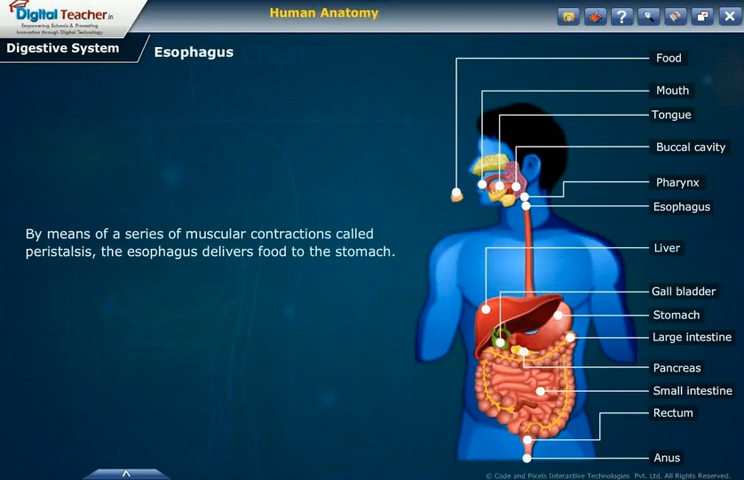 Digital Teacher.in
Empowering Schools & Promoting
Innovation through Digital Technology
Human Anatomy
?
Digestive System
Esophagus
Food
Mouth
Tongue
Buccal cavity
Pharynx
Esophagus
By means of a series of muscular contractions called
peristalsis, the esophagus delivers food to the stomach.
Liver
Gall bladder
Stomach
Large intestine
Pancreas
Small intestine
Rectum
Anus
© Code and Pixels Interactive Technologies Pvt. Ltd. All Rights Reserved.